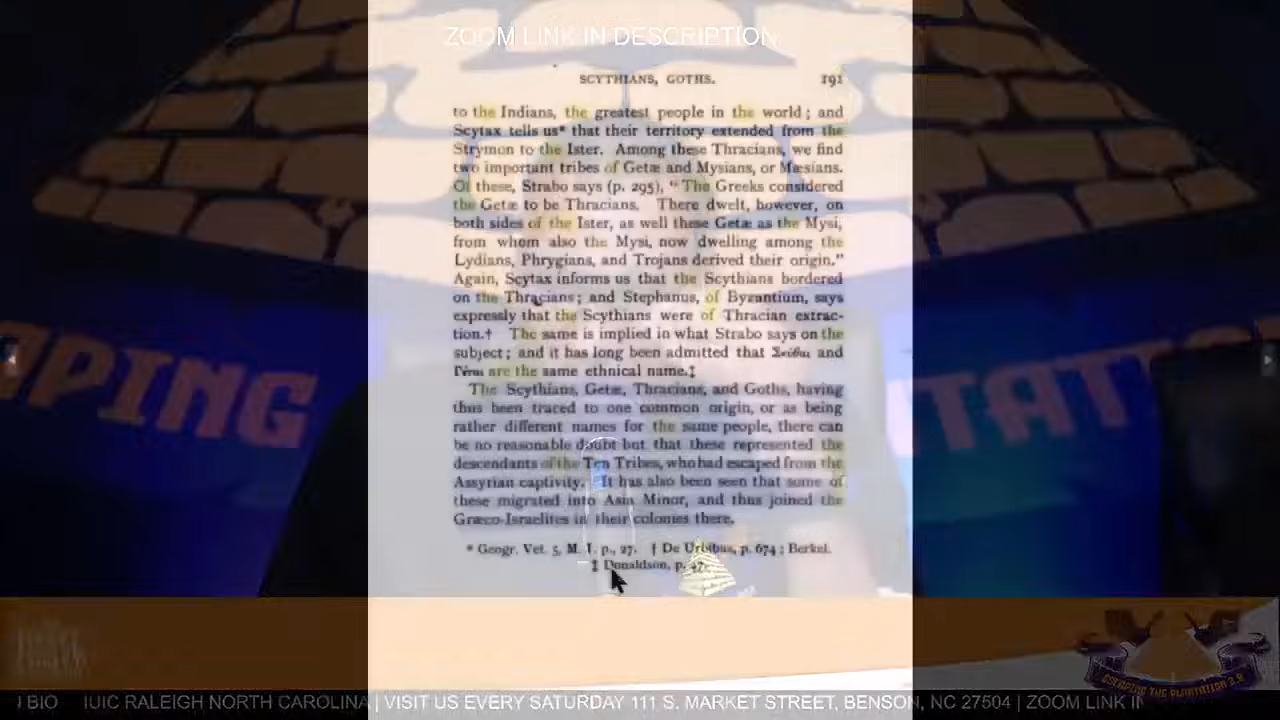 ZOOM LINK IN DESCRIPTION
SCYTHIANS, GOTHS. 191
to the Indians, the greatest people in the world; and
Scytax tells us* that their territory extended from the
Strymon to the Ister. Among these Thracians, we find
two important tribes of Getæ and Mysians, or Mæsians.
Of these, Strabo says (p. 295), "The Greeks considered
the Getæ to be Thracians. There dwelt, however, on
both sides of the Ister, as well these Getæ as the Mysi,
from whom also the Mysi, now dwelling among the
Lydians, Phrygians, and Trojans derived their origin."
Again, Scytax informs us that the Scythians bordered
on the Thracians; and Stephanus, of Byzantium, says
expressly that the Scythians were of Thracian extrac-
tion.† The same is implied in what Strabo says on the
subject; and it has long been admitted that Σκύθαι and
Γέται are the same ethnical name.‡
The Scythians, Getæ, Thracians, and Goths, having
thus been traced to one common origin, or as being
rather different names for the same people, there can
be no reasonable doubt but that these represented the
descendants of the Ten Tribes, who had escaped from the
Assyrian captivity. It has also been seen that some of
these migrated into Asia Minor, and thus joined the
Græco-Israelites in their colonies there.
* Geogr. Vet. 5, M. I. p., 27. † De Urbibus, p. 674; Berkel.
‡ Donaldson, p. 27.
APING
NTATIO
ESCAPING THE PLANTATION 2.0
N BIO IUIC RALEIGH NORTH CAROLINA | VISIT US EVERY SATURDAY 111 S. MARKET STREET, BENSON, NC 27504 | ZOOM LINK IN